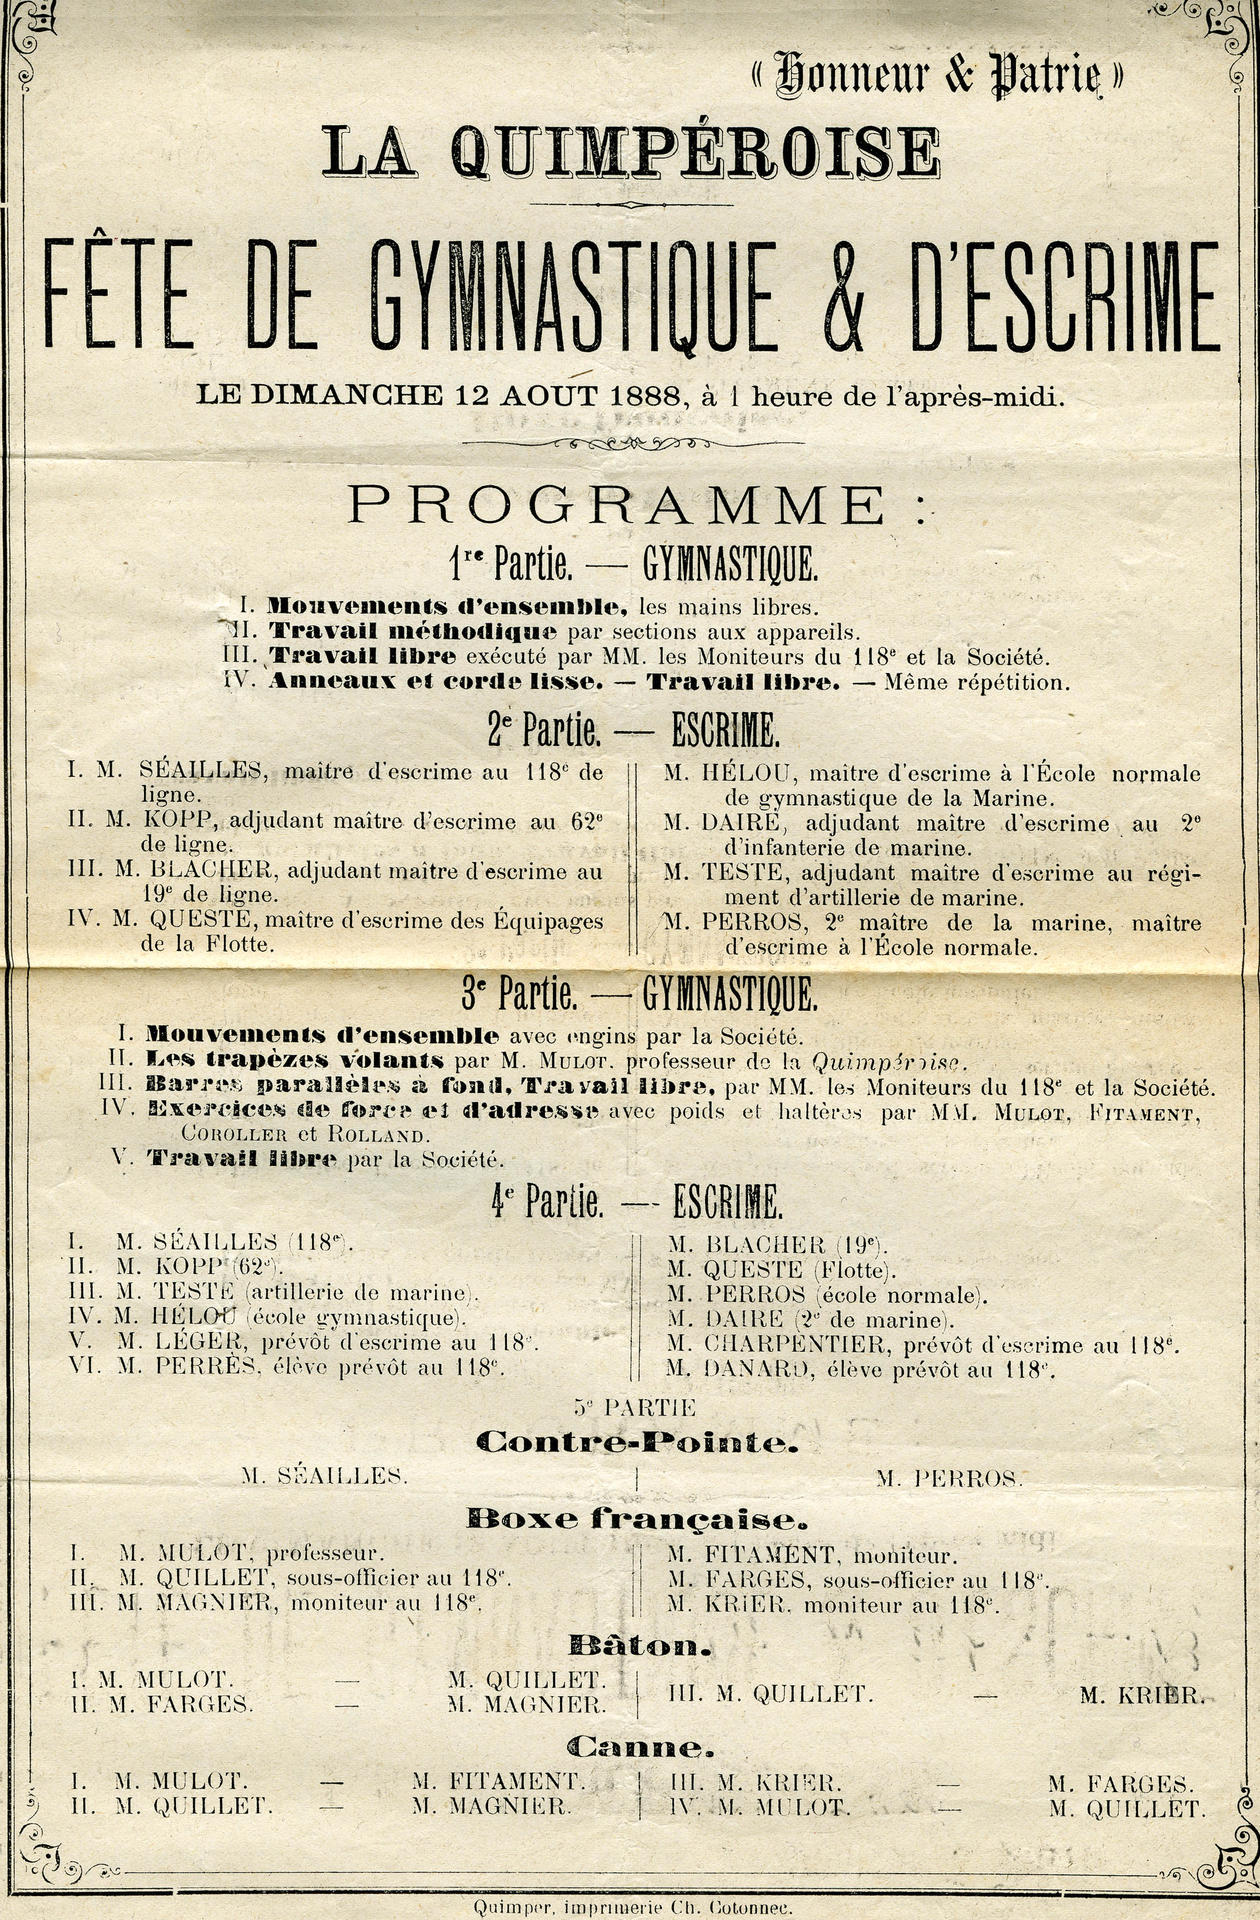 « Honneur & Patrie »
LA QUIMPÉROISE
FÊTE DE GYMNASTIQUE & D'ESCRIME
LE DIMANCHE 12 AOUT 1888, à 1 heure de l'après-midi.
PROGRAMME :
1re Partie. — GYMNASTIQUE.
I. Mouvements d'ensemble, les mains libres.
II. Travail méthodique par sections aux appareils.
III. Travail libre exécuté par MM. les Moniteurs du 118e et la Société.
IV. Anneaux et corde lisse. — Travail libre. — Même répétition.
2e Partie. — ESCRIME.
I. M. SÉAILLES, maître d'escrime au 118e de
ligne.
II. M. KOPP, adjudant maître d'escrime au 62e
de ligne.
III. M. BLACHER, adjudant maître d'escrime au
19e de ligne.
IV. M. QUESTE, maître d'escrime des Équipages
de la Flotte.
M. HÉLOU, maître d'escrime à l'École normale
de gymnastique de la Marine.
M. DAIRE, adjudant maître d'escrime au 2e
d'infanterie de marine.
M. TESTE, adjudant maître d'escrime au régi-
ment d'artillerie de marine.
M. PERROS, 2e maître de la marine, maître
d'escrime à l'École normale.
3e Partie. — GYMNASTIQUE.
I. Mouvements d'ensemble avec engins par la Société.
II. Les trapèzes volants par M. MULOT, professeur de la Quimpéroise.
III. Barres parallèles à fond, Travail libre, par MM. les Moniteurs du 118e et la Société.
IV. Exercices de force et d'adresse avec poids et haltères par MM. MULOT, FITAMENT,
COROLLER et ROLLAND.
V. Travail libre par la Société.
4e Partie. — ESCRIME.
I. M. SÉAILLES (118e).
II. M. KOPP (62e).
III. M. TESTE (artillerie de marine).
IV. M. HÉLOU (école gymnastique).
V. M. LÉGER, prévôt d'escrime au 118e.
VI. M. PERRÈS, élève prévôt au 118e.
M. BLACHER (19e).
M. QUESTE (Flotte).
M. PERROS (école normale).
M. DAIRE (2e de marine).
M. CHARPENTIER, prévôt d'escrime au 118e.
M. DANARD, élève prévôt au 118e.
5e PARTIE
Contre-Pointe.
M. SÉAILLES. | M. PERROS.
Boxe française.
I. M. MULOT, professeur.
II. M. QUILLET, sous-officier au 118e.
III. M. MAGNIER, moniteur au 118e.
M. FITAMENT, moniteur.
M. FARGES, sous-officier au 118e.
M. KRIER, moniteur au 118e.
Bâton.
I. M. MULOT. — M. QUILLET.
II. M. FARGES. — M. MAGNIER.
III. M. QUILLET. — M. KRIER.
Canne.
I. M. MULOT. — M. FITAMENT.
II. M. QUILLET. — M. MAGNIER.
III. M. KRIER. — M. FARGES.
IV. M. MULOT. — M. QUILLET.
Quimper, imprimerie Ch. Cotonnec.